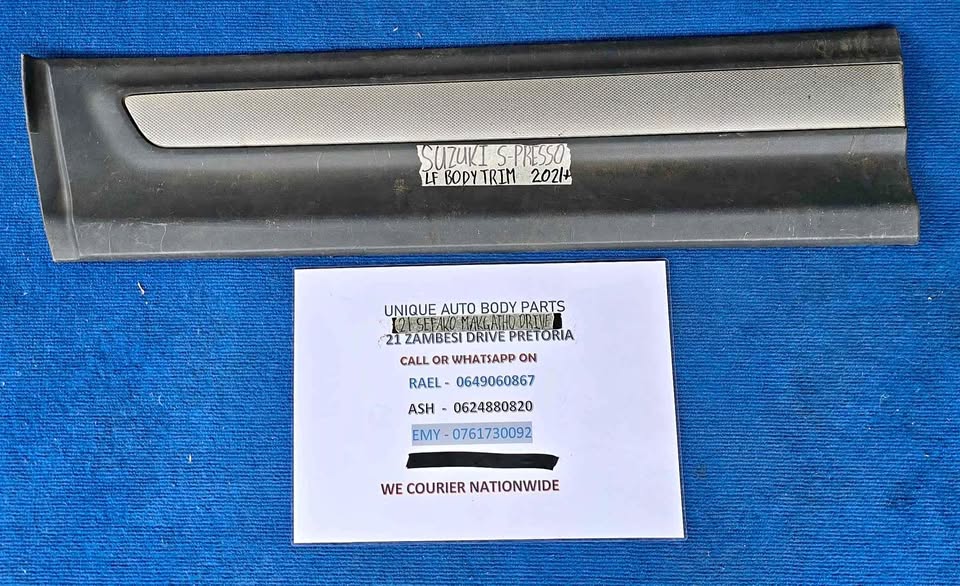 SUZUKI S-PRESSO
LF BODY TRIM 2021+
UNIQUE AUTO BODY PARTS
21 SEFAKO MAKGATHO DRIVE
21 ZAMBESI DRIVE PRETORIA
CALL OR WHATSAPP ON
RAEL - 0649060867
ASH - 0624880820
EMY - 0761730092
WE COURIER NATIONWIDE